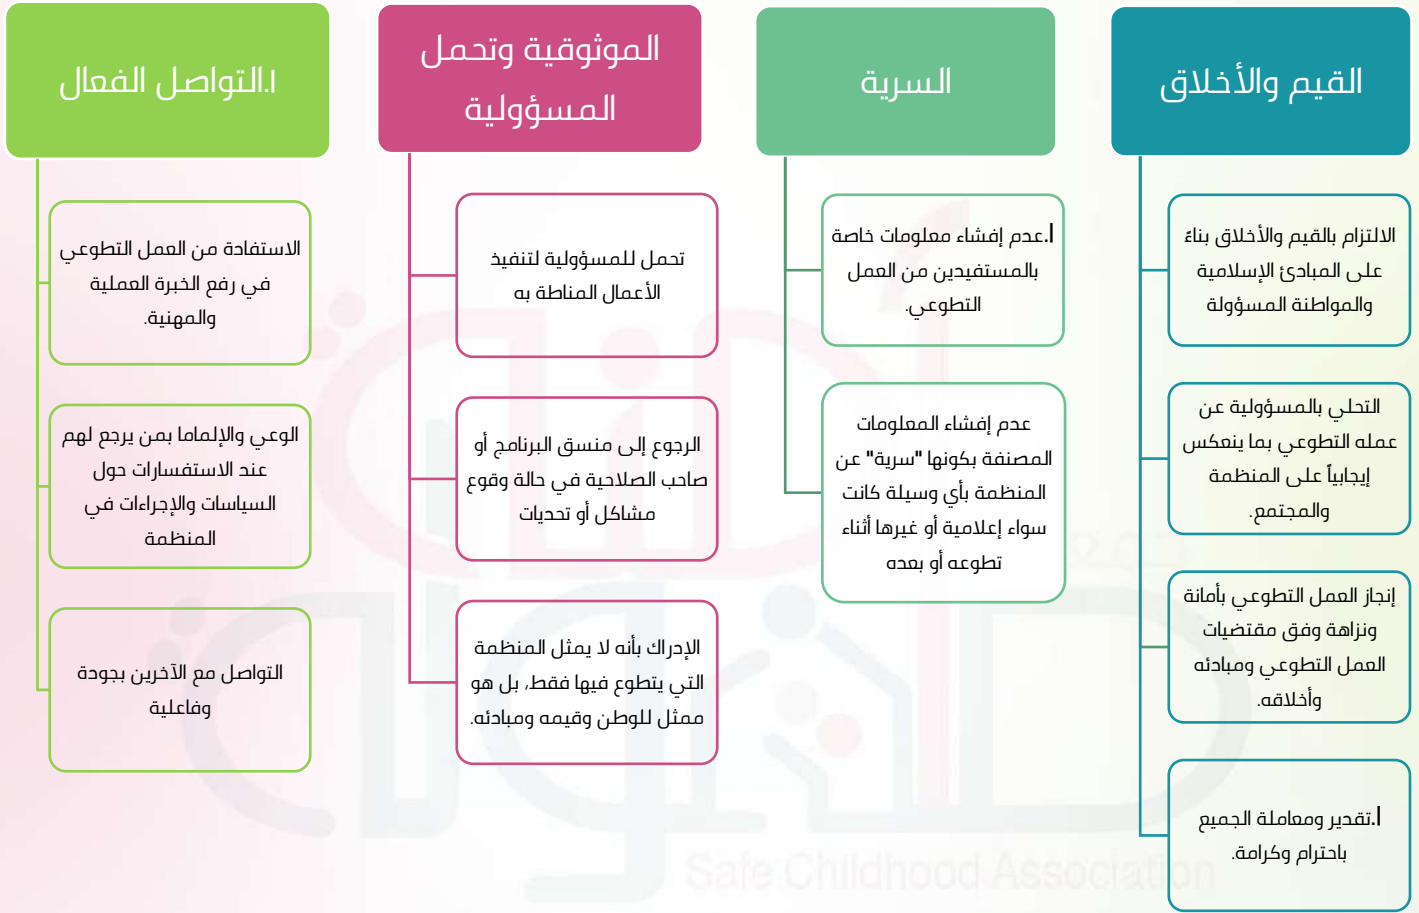 القيم والأخلاق
الالتزام بالقيم والأخلاق بناءً
على المبادئ الإسلامية
والمواطنة المسؤولة
التحلي بالمسؤولية عن
عمله التطوعي بما ينعكس
إيجابياً على المنظمة
والمجتمع.
إنجاز العمل التطوعي بأمانة
ونزاهة وفق مقتضيات
العمل التطوعي ومبادئه
وأخلاقه.
أ.تقدير ومعاملة الجميع
باحترام وكرامة.
السرية
أ.عدم إفشاء معلومات خاصة
بالمستفيدين من العمل
التطوعي.
عدم إفشاء المعلومات
المصنفة بكونها "سرية" عن
المنظمة بأي وسيلة كانت
سواء إعلامية أو غيرها أثناء
تطوعه أو بعده
الموثوقية وتحمل
المسؤولية
تحمل للمسؤولية لتنفيذ
الأعمال المناطة به
الرجوع إلى منسق البرنامج أو
صاحب الصلاحية في حالة وقوع
مشاكل أو تحديات
الإدراك بأنه لا يمثل المنظمة
التي يتطوع فيها فقط، بل هو
ممثل للوطن وقيمه ومبادئه.
١.التواصل الفعال
الاستفادة من العمل التطوعي
في رفع الخبرة العملية
والمهنية.
الوعي والإلماما بمن يرجع لهم
عند الاستفسارات حول
السياسات والإجراءات في
المنظمة
التواصل مع الآخرين بجودة
وفاعلية
Safe Childhood Association